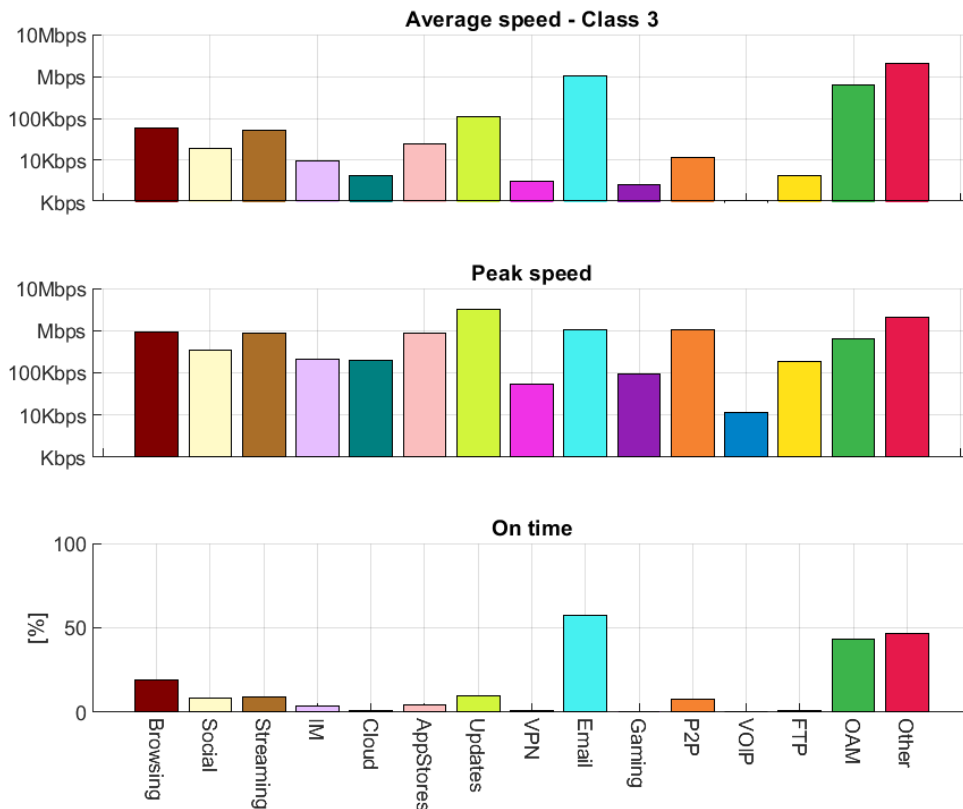 Average speed - Class 3
10Mbps
Mbps
100Kbps
10Kbps
Kbps
Peak speed
10Mbps
Mbps
100Kbps
10Kbps
Kbps
On time
100
50
0
[%]
Browsing
Social
Streaming
IM
Cloud
AppStores
Updates
VPN
Email
Gaming
P2P
VOIP
FTP
OAM
Other